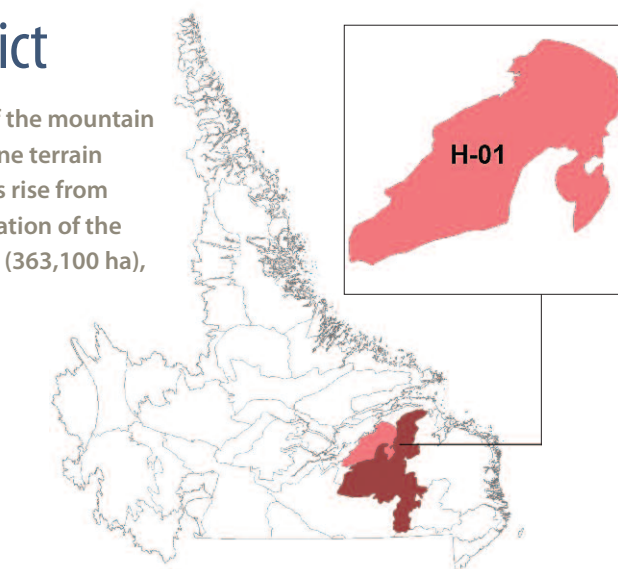 ict
f the mountain
ne terrain
s rise from
ation of the
(363,100 ha),
H-01